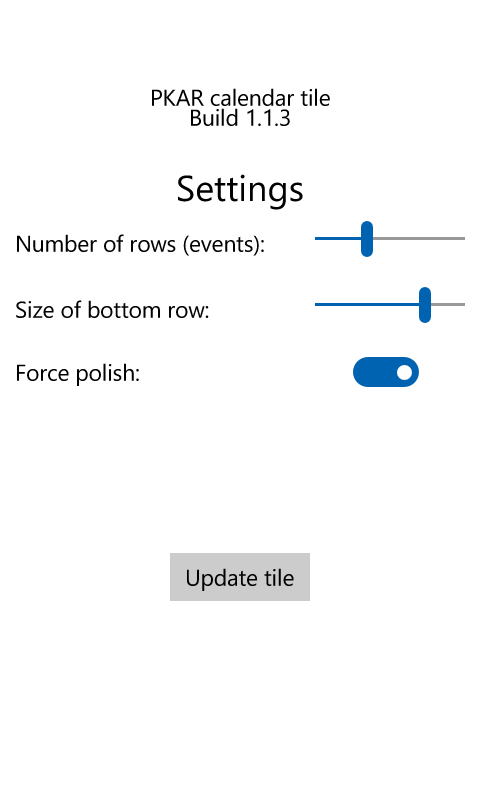 PKAR calendar tile
Build 1.1.3
Settings
Number of rows (events):
Size of bottom row:
Force polish:
Update tile